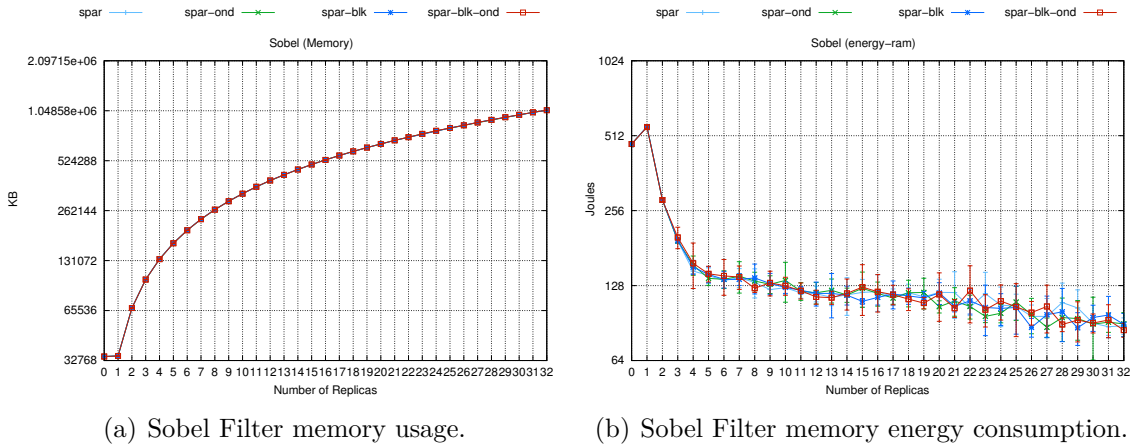 spar spar-ond spar-blk spar-blk-ond
Sobel (Memory)
2.09715e+06
1.04858e+06
524288
262144
131072
65536
32768
KB
0 1 2 3 4 5 6 7 8 9 10 11 12 13 14 15 16 17 18 19 20 21 22 23 24 25 26 27 28 29 30 31 32
Number of Replicas
(a) Sobel Filter memory usage.
spar spar-ond spar-blk spar-blk-ond
Sobel (energy-ram)
1024
512
256
128
64
Joules
0 1 2 3 4 5 6 7 8 9 10 11 12 13 14 15 16 17 18 19 20 21 22 23 24 25 26 27 28 29 30 31 32
Number of Replicas
(b) Sobel Filter memory energy consumption.